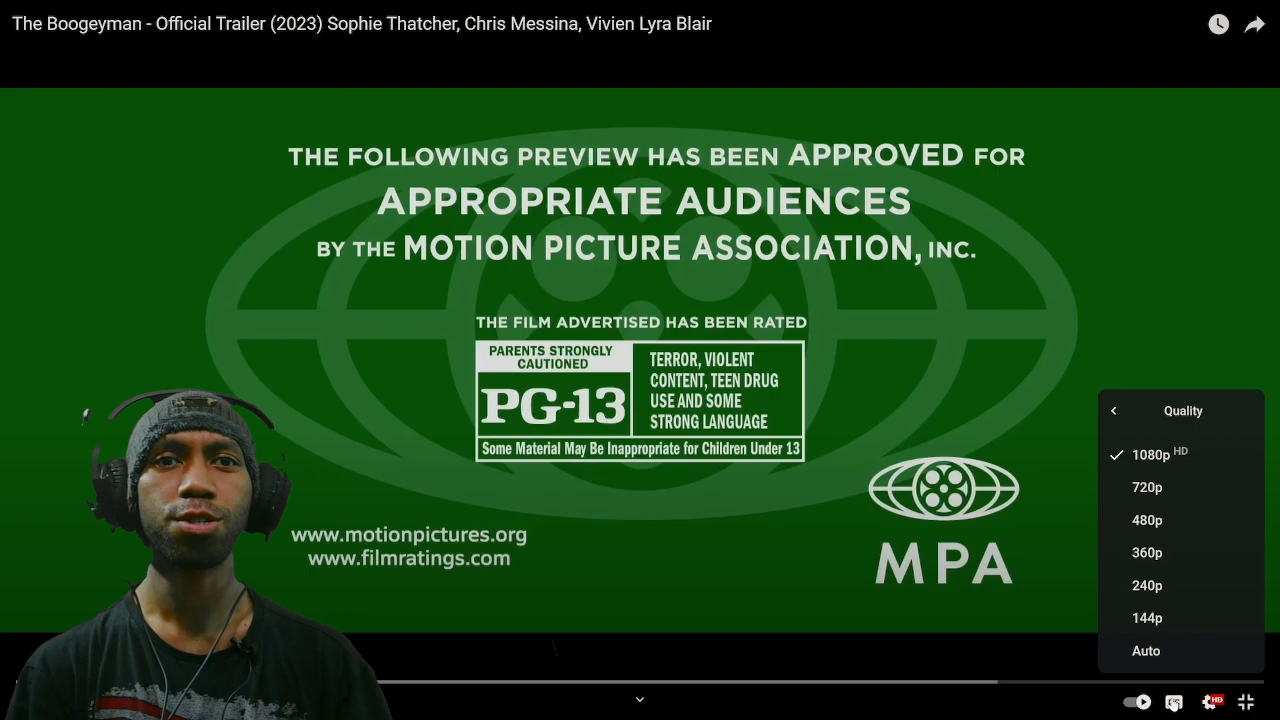 The Boogeyman - Official Trailer (2023) Sophie Thatcher, Chris Messina, Vivien Lyra Blair
THE FOLLOWING PREVIEW HAS BEEN APPROVED FOR
APPROPRIATE AUDIENCES
BY THE MOTION PICTURE ASSOCIATION, INC.
THE FILM ADVERTISED HAS BEEN RATED
PARENTS STRONGLY
CAUTIONED
PG-13
TERROR, VIOLENT
CONTENT, TEEN DRUG
USE AND SOME
STRONG LANGUAGE
Some Material May Be Inappropriate for Children Under 13
www.motionpictures.org
www.filmratings.com
MPA
Quality
1080p HD
720p
480p
360p
240p
144p
Auto
HD